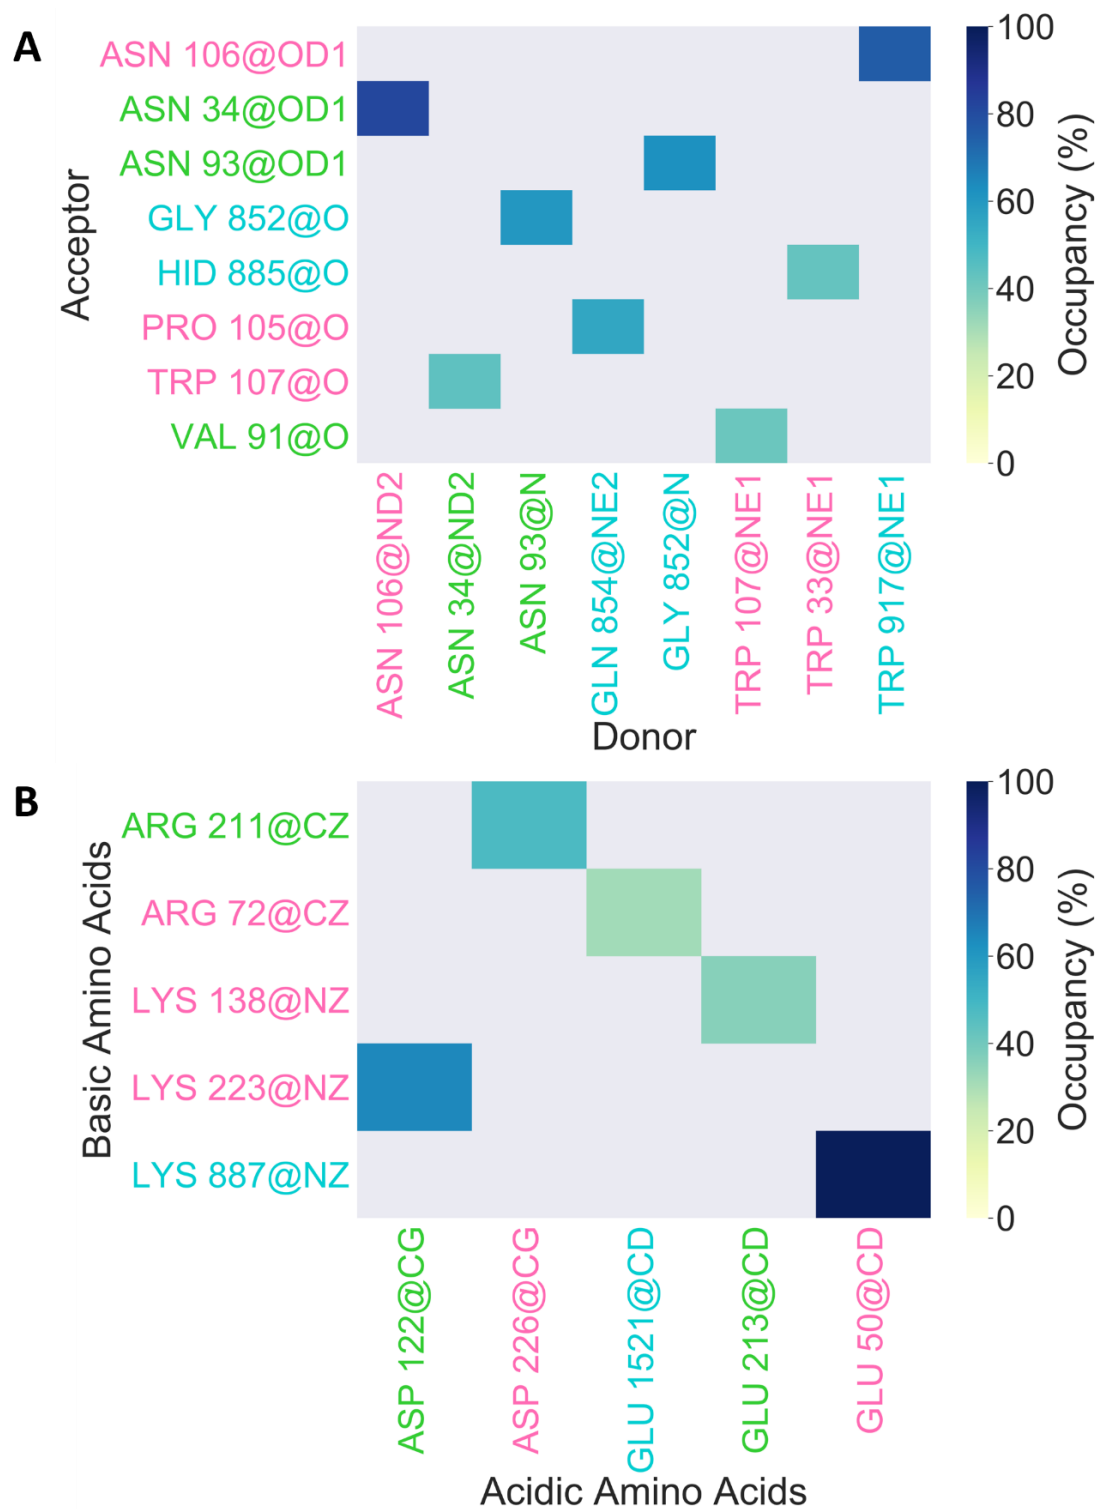 A
ASN 106@OD1
ASN 34@OD1
ASN 93@OD1
GLY 852@O
HID 885@O
PRO 105@O
TRP 107@O
VAL 91@O
Acceptor
ASN 106@ND2
ASN 34@ND2
ASN 93@N
GLN 854@NE2
GLY 852@N
TRP 107@NE1
TRP 33@NE1
TRP 917@NE1
Donor
100
80
60
40
20
0
Occupancy (%)
B
ARG 211@CZ
ARG 72@CZ
LYS 138@NZ
LYS 223@NZ
LYS 887@NZ
Basic Amino Acids
ASP 122@CG
ASP 226@CG
GLU 1521@CD
GLU 213@CD
GLU 50@CD
Acidic Amino Acids
100
80
60
40
20
0
Occupancy (%)